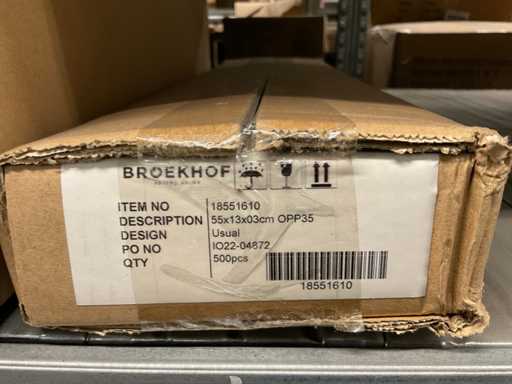 BROEKHOF
ITEM NO 18551610
DESCRIPTION 55x13x03cm OPP35
DESIGN Usual
PO NO IO22-04872
QTY 500pcs
18551610